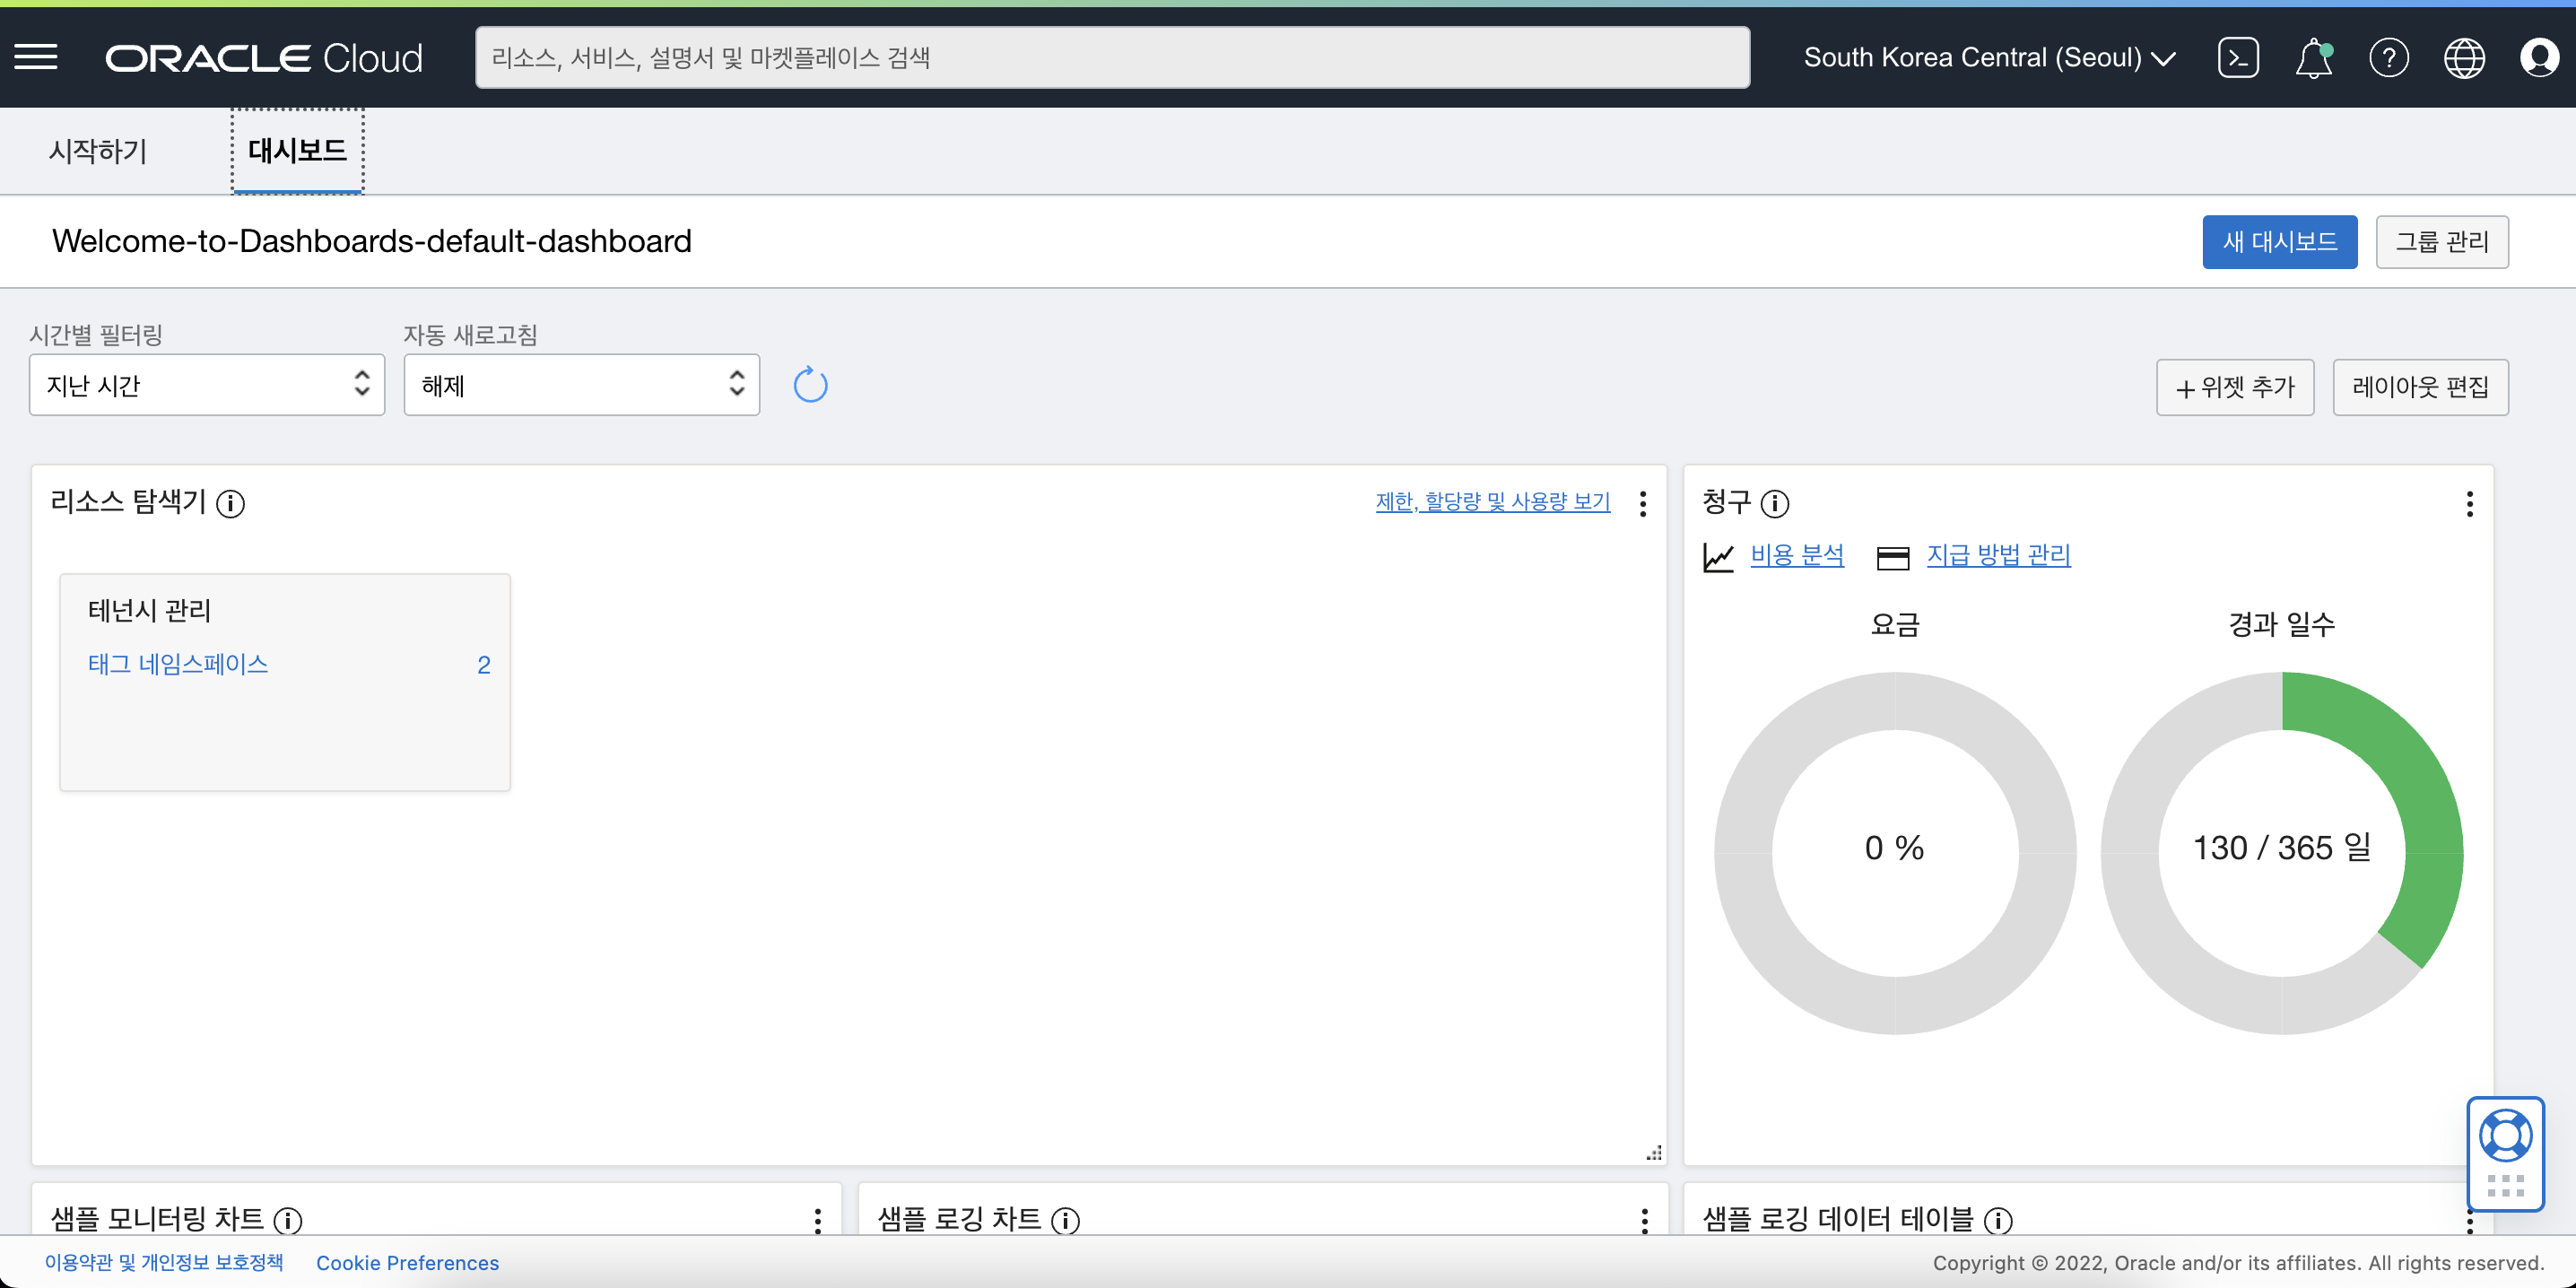 ORACLE Cloud
리소스, 서비스, 설명서 및 마켓플레이스 검색
South Korea Central (Seoul)
시작하기
대시보드
Welcome-to-Dashboards-default-dashboard
새 대시보드
그룹 관리
시간별 필터링
자동 새로고침
지난 시간
해제
+ 위젯 추가
레이아웃 편집
리소스 탐색기
제한, 할당량 및 사용량 보기
테넌시 관리
태그 네임스페이스 2
청구
비용 분석
지급 방법 관리
요금
경과 일수
0 %
130 / 365 일
샘플 모니터링 차트
샘플 로깅 차트
샘플 로깅 데이터 테이블
이용약관 및 개인정보 보호정책
Cookie Preferences
Copyright © 2022, Oracle and/or its affiliates. All rights reserved.